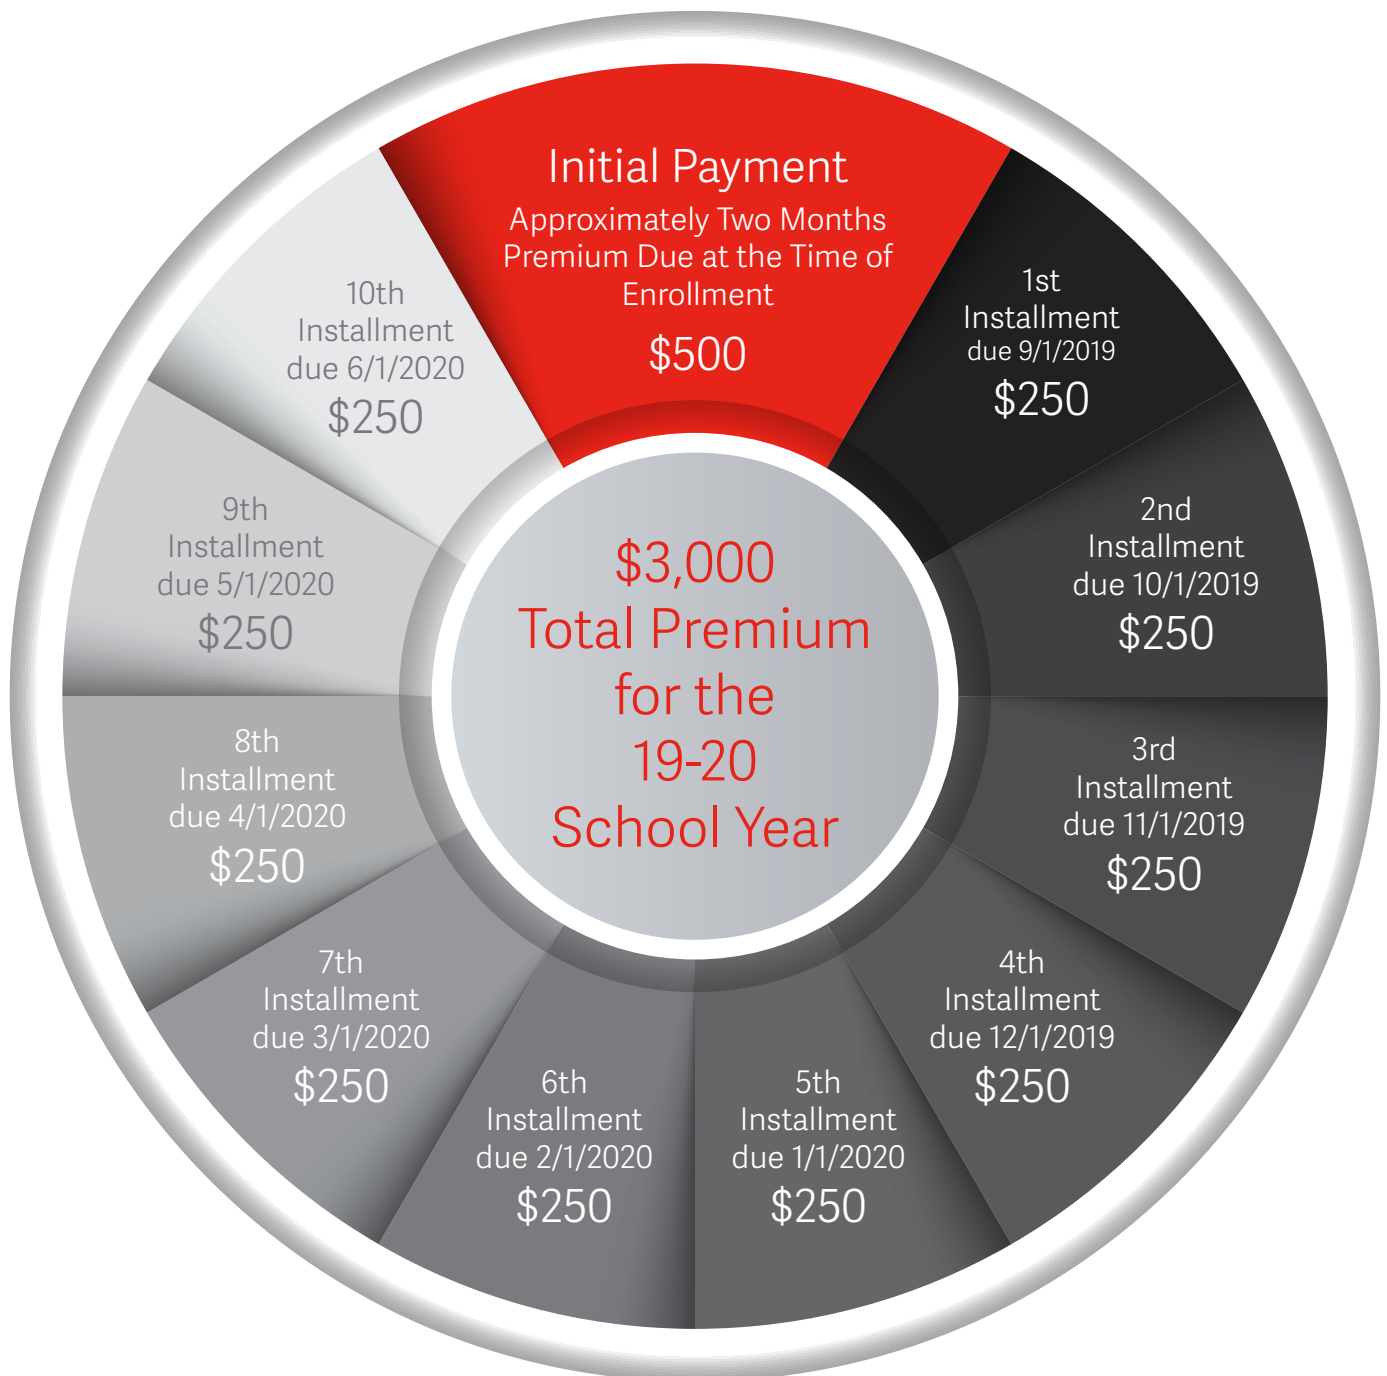 Initial Payment
Approximately Two Months
Premium Due at the Time of
Enrollment
$500
1st
Installment
due 9/1/2019
$250
2nd
Installment
due 10/1/2019
$250
3rd
Installment
due 11/1/2019
$250
4th
Installment
due 12/1/2019
$250
5th
Installment
due 1/1/2020
$250
6th
Installment
due 2/1/2020
$250
7th
Installment
due 3/1/2020
$250
8th
Installment
due 4/1/2020
$250
9th
Installment
due 5/1/2020
$250
10th
Installment
due 6/1/2020
$250
$3,000
Total Premium
for the
19-20
School Year